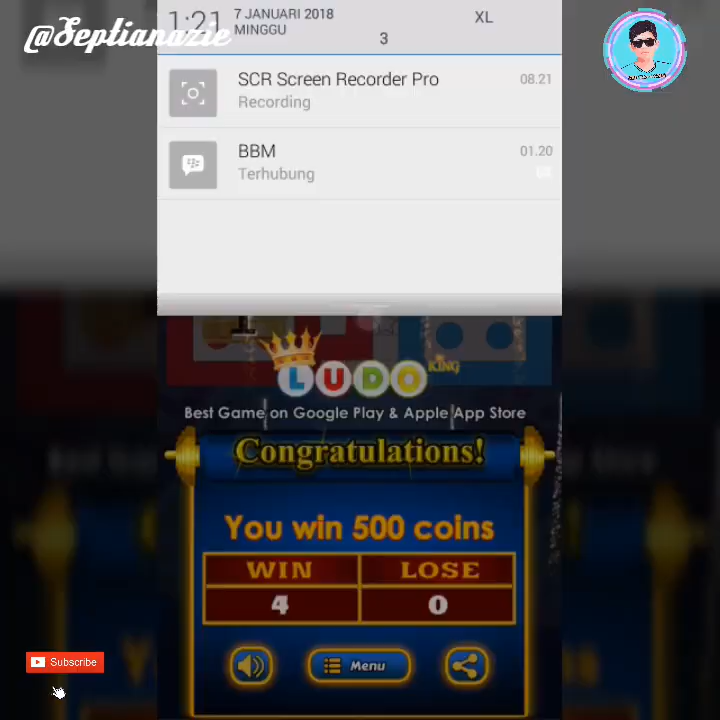 @Septianazie
1:21
7 JANUARI 2018
MINGGU
XL
3
SCR Screen Recorder Pro
08.21
Recording
BBM
01.20
Terhubung
LUDO
KING
Best Game on Google Play & Apple App Store
Congratulations!
You win 500 coins
WIN LOSE
4 0
Subscribe
Menu